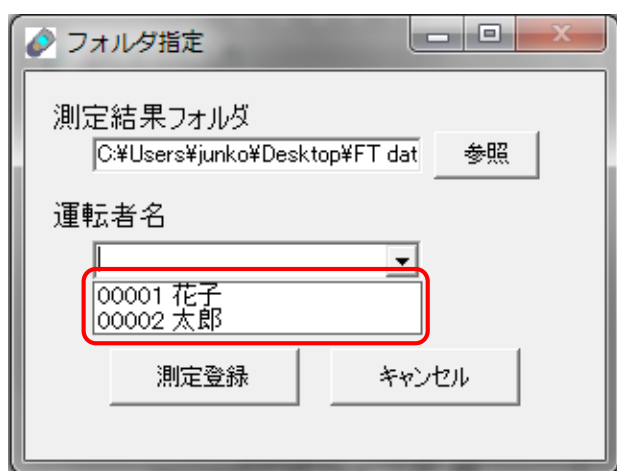 フォルダ指定
測定結果フォルダ
C:¥Users¥junko¥Desktop¥FT dat
参照
運転者名
00001 花子
00002 太郎
測定登録
キャンセル